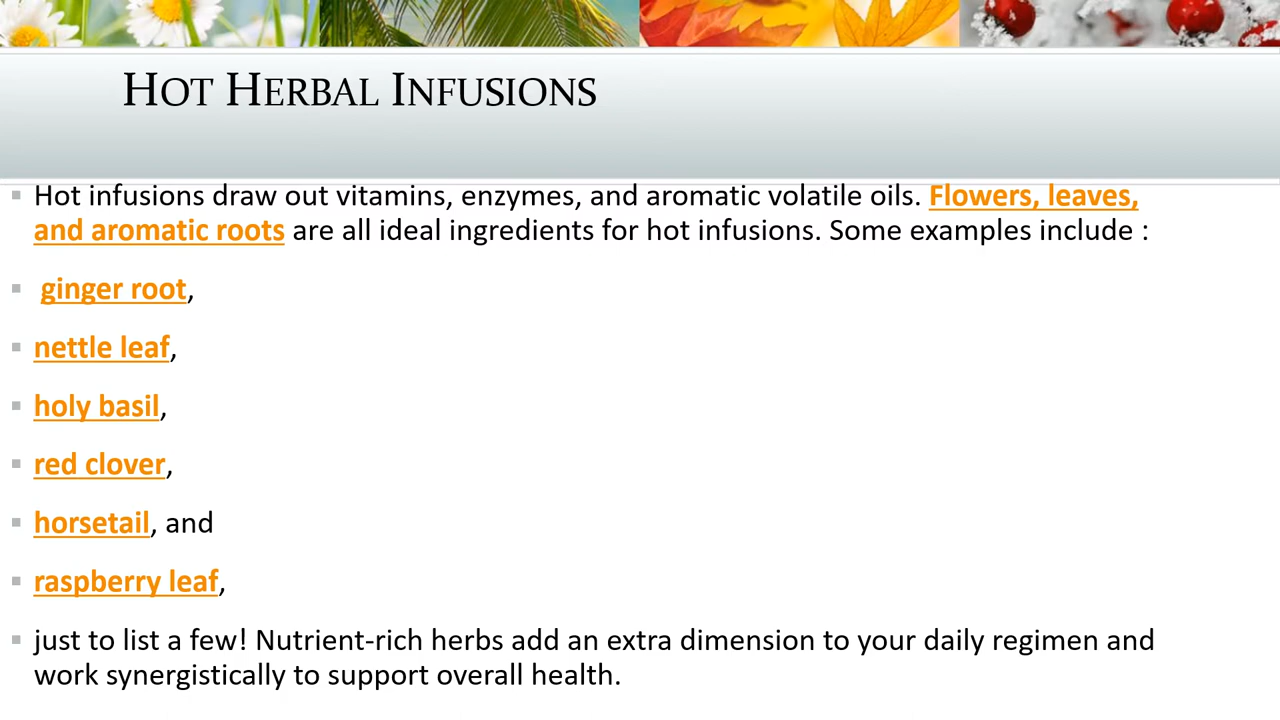 Hot Herbal Infusions
Hot infusions draw out vitamins, enzymes, and aromatic volatile oils. Flowers, leaves,
and aromatic roots are all ideal ingredients for hot infusions. Some examples include :
ginger root,
nettle leaf,
holy basil,
red clover,
horsetail, and
raspberry leaf,
just to list a few! Nutrient-rich herbs add an extra dimension to your daily regimen and
work synergistically to support overall health.